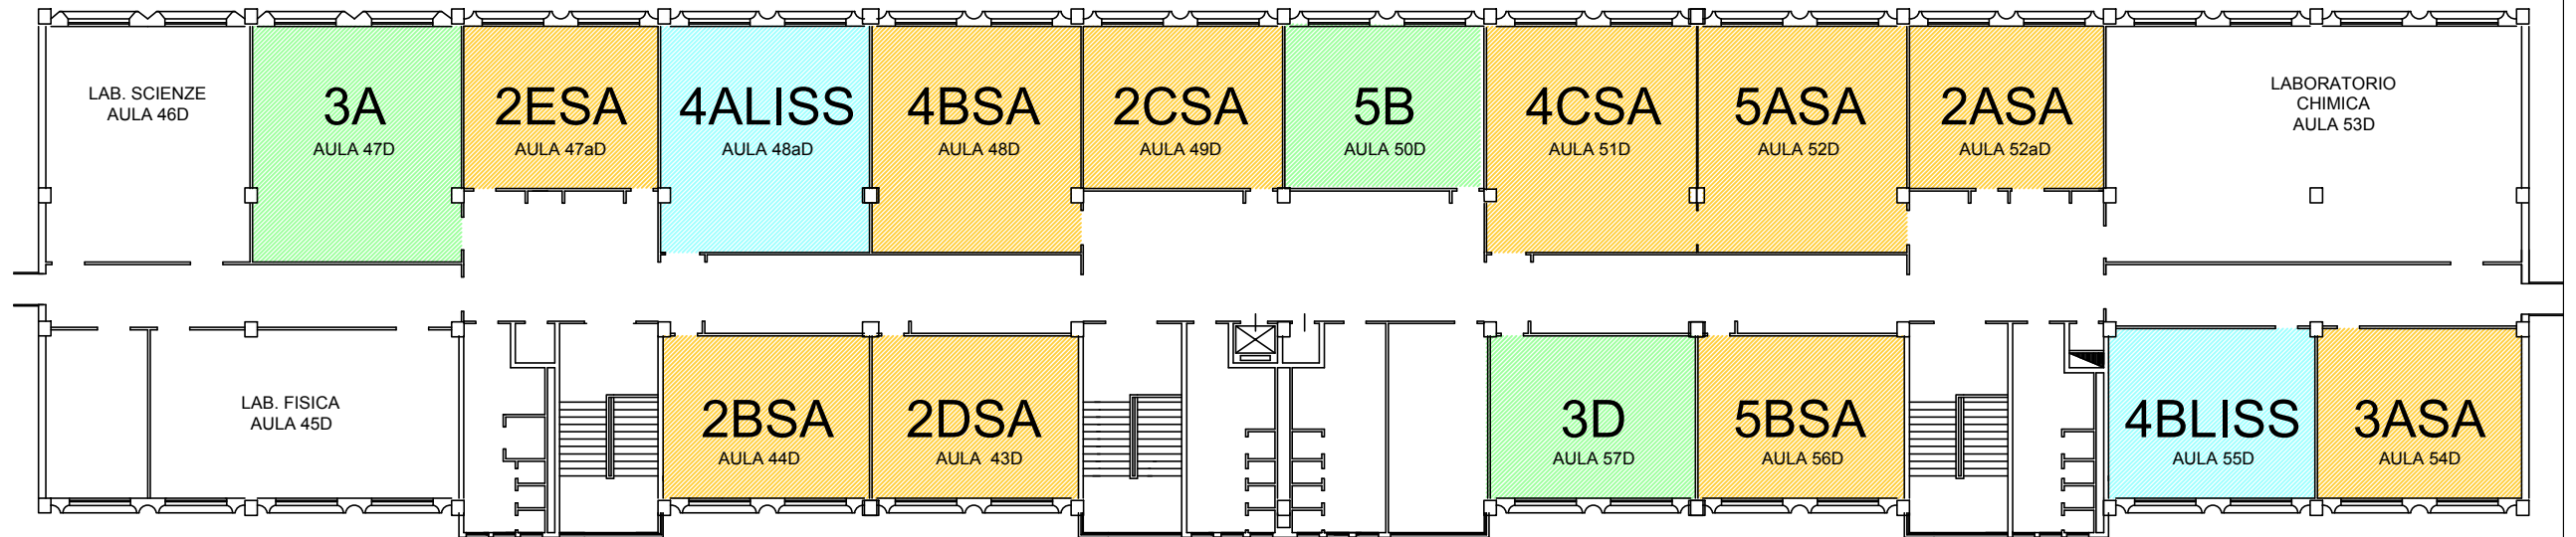 LAB. SCIENZE
AULA 46D
3A
AULA 47D
2ESA
AULA 47aD
4ALISS
AULA 48aD
4BSA
AULA 48D
2CSA
AULA 49D
5B
AULA 50D
4CSA
AULA 51D
5ASA
AULA 52D
2ASA
AULA 52aD
LABORATORIO
CHIMICA
AULA 53D
LAB. FISICA
AULA 45D
2BSA
AULA 44D
2DSA
AULA 43D
3D
AULA 57D
5BSA
AULA 56D
4BLISS
AULA 55D
3ASA
AULA 54D